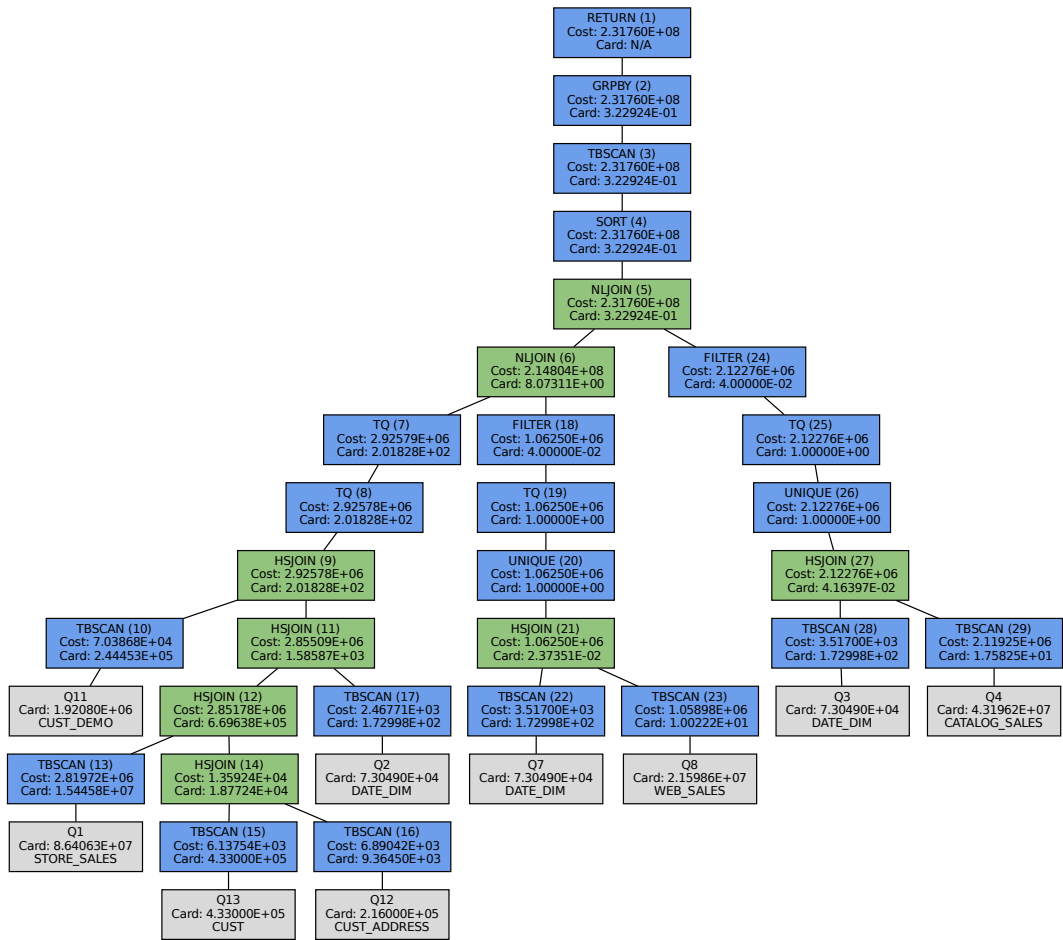 RETURN (1)
Cost: 2.31760E+08
Card: N/A
GRPBY (2)
Cost: 2.31760E+08
Card: 3.22924E-01
TBSCAN (3)
Cost: 2.31760E+08
Card: 3.22924E-01
SORT (4)
Cost: 2.31760E+08
Card: 3.22924E-01
NLJOIN (5)
Cost: 2.31760E+08
Card: 3.22924E-01
NLJOIN (6)
Cost: 2.14804E+08
Card: 8.07311E+00
FILTER (24)
Cost: 2.12276E+06
Card: 4.00000E-02
TQ (7)
Cost: 2.92579E+06
Card: 2.01828E+02
FILTER (18)
Cost: 1.06250E+06
Card: 4.00000E-02
TQ (25)
Cost: 2.12276E+06
Card: 1.00000E+00
TQ (8)
Cost: 2.92578E+06
Card: 2.01828E+02
TQ (19)
Cost: 1.06250E+06
Card: 1.00000E+00
UNIQUE (26)
Cost: 2.12276E+06
Card: 1.00000E+00
HSJOIN (9)
Cost: 2.92578E+06
Card: 2.01828E+02
UNIQUE (20)
Cost: 1.06250E+06
Card: 1.00000E+00
HSJOIN (27)
Cost: 2.12276E+06
Card: 4.16397E-02
TBSCAN (10)
Cost: 7.03868E+04
Card: 2.44453E+05
HSJOIN (11)
Cost: 2.85509E+06
Card: 1.58587E+03
HSJOIN (21)
Cost: 1.06250E+06
Card: 2.37351E-02
TBSCAN (28)
Cost: 3.51700E+03
Card: 1.72998E+02
TBSCAN (29)
Cost: 2.11925E+06
Card: 1.75825E+01
Q11
Card: 1.92080E+06
CUST_DEMO
HSJOIN (12)
Cost: 2.85178E+06
Card: 6.69638E+05
TBSCAN (17)
Cost: 2.46771E+03
Card: 1.72998E+02
TBSCAN (22)
Cost: 3.51700E+03
Card: 1.72998E+02
TBSCAN (23)
Cost: 1.05898E+06
Card: 1.00222E+01
Q3
Card: 7.30490E+04
DATE_DIM
Q4
Card: 4.31962E+07
CATALOG_SALES
TBSCAN (13)
Cost: 2.81972E+06
Card: 1.54458E+07
HSJOIN (14)
Cost: 1.35924E+04
Card: 1.87724E+04
Q2
Card: 7.30490E+04
DATE_DIM
Q7
Card: 7.30490E+04
DATE_DIM
Q8
Card: 2.15986E+07
WEB_SALES
Q1
Card: 8.64063E+07
STORE_SALES
TBSCAN (15)
Cost: 6.13754E+03
Card: 4.33000E+05
TBSCAN (16)
Cost: 6.89042E+03
Card: 9.36450E+03
Q13
Card: 4.33000E+05
CUST
Q12
Card: 2.16000E+05
CUST_ADDRESS